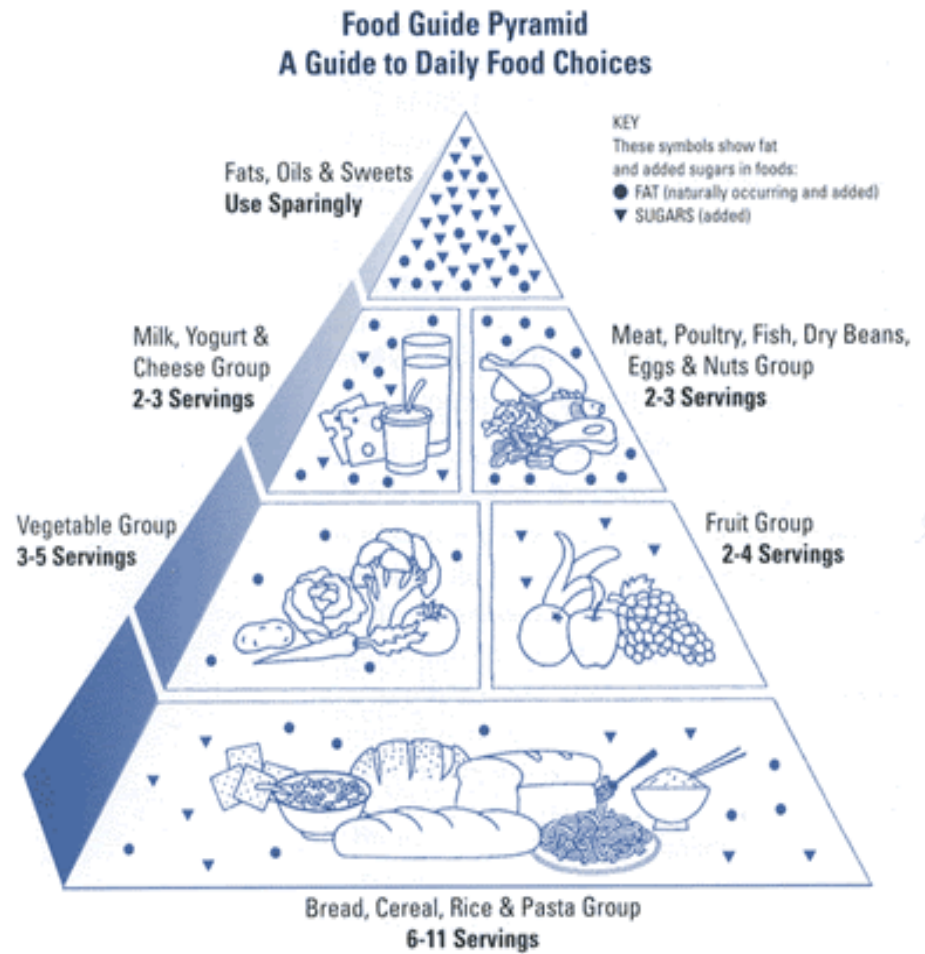 Food Guide Pyramid
A Guide to Daily Food Choices
KEY
These symbols show fat
and added sugars in foods:
FAT (naturally occurring and added)
SUGARS (added)
Fats, Oils & Sweets
Use Sparingly
Milk, Yogurt &
Cheese Group
2-3 Servings
Meat, Poultry, Fish, Dry Beans,
Eggs & Nuts Group
2-3 Servings
Vegetable Group
3-5 Servings
Fruit Group
2-4 Servings
Bread, Cereal, Rice & Pasta Group
6-11 Servings